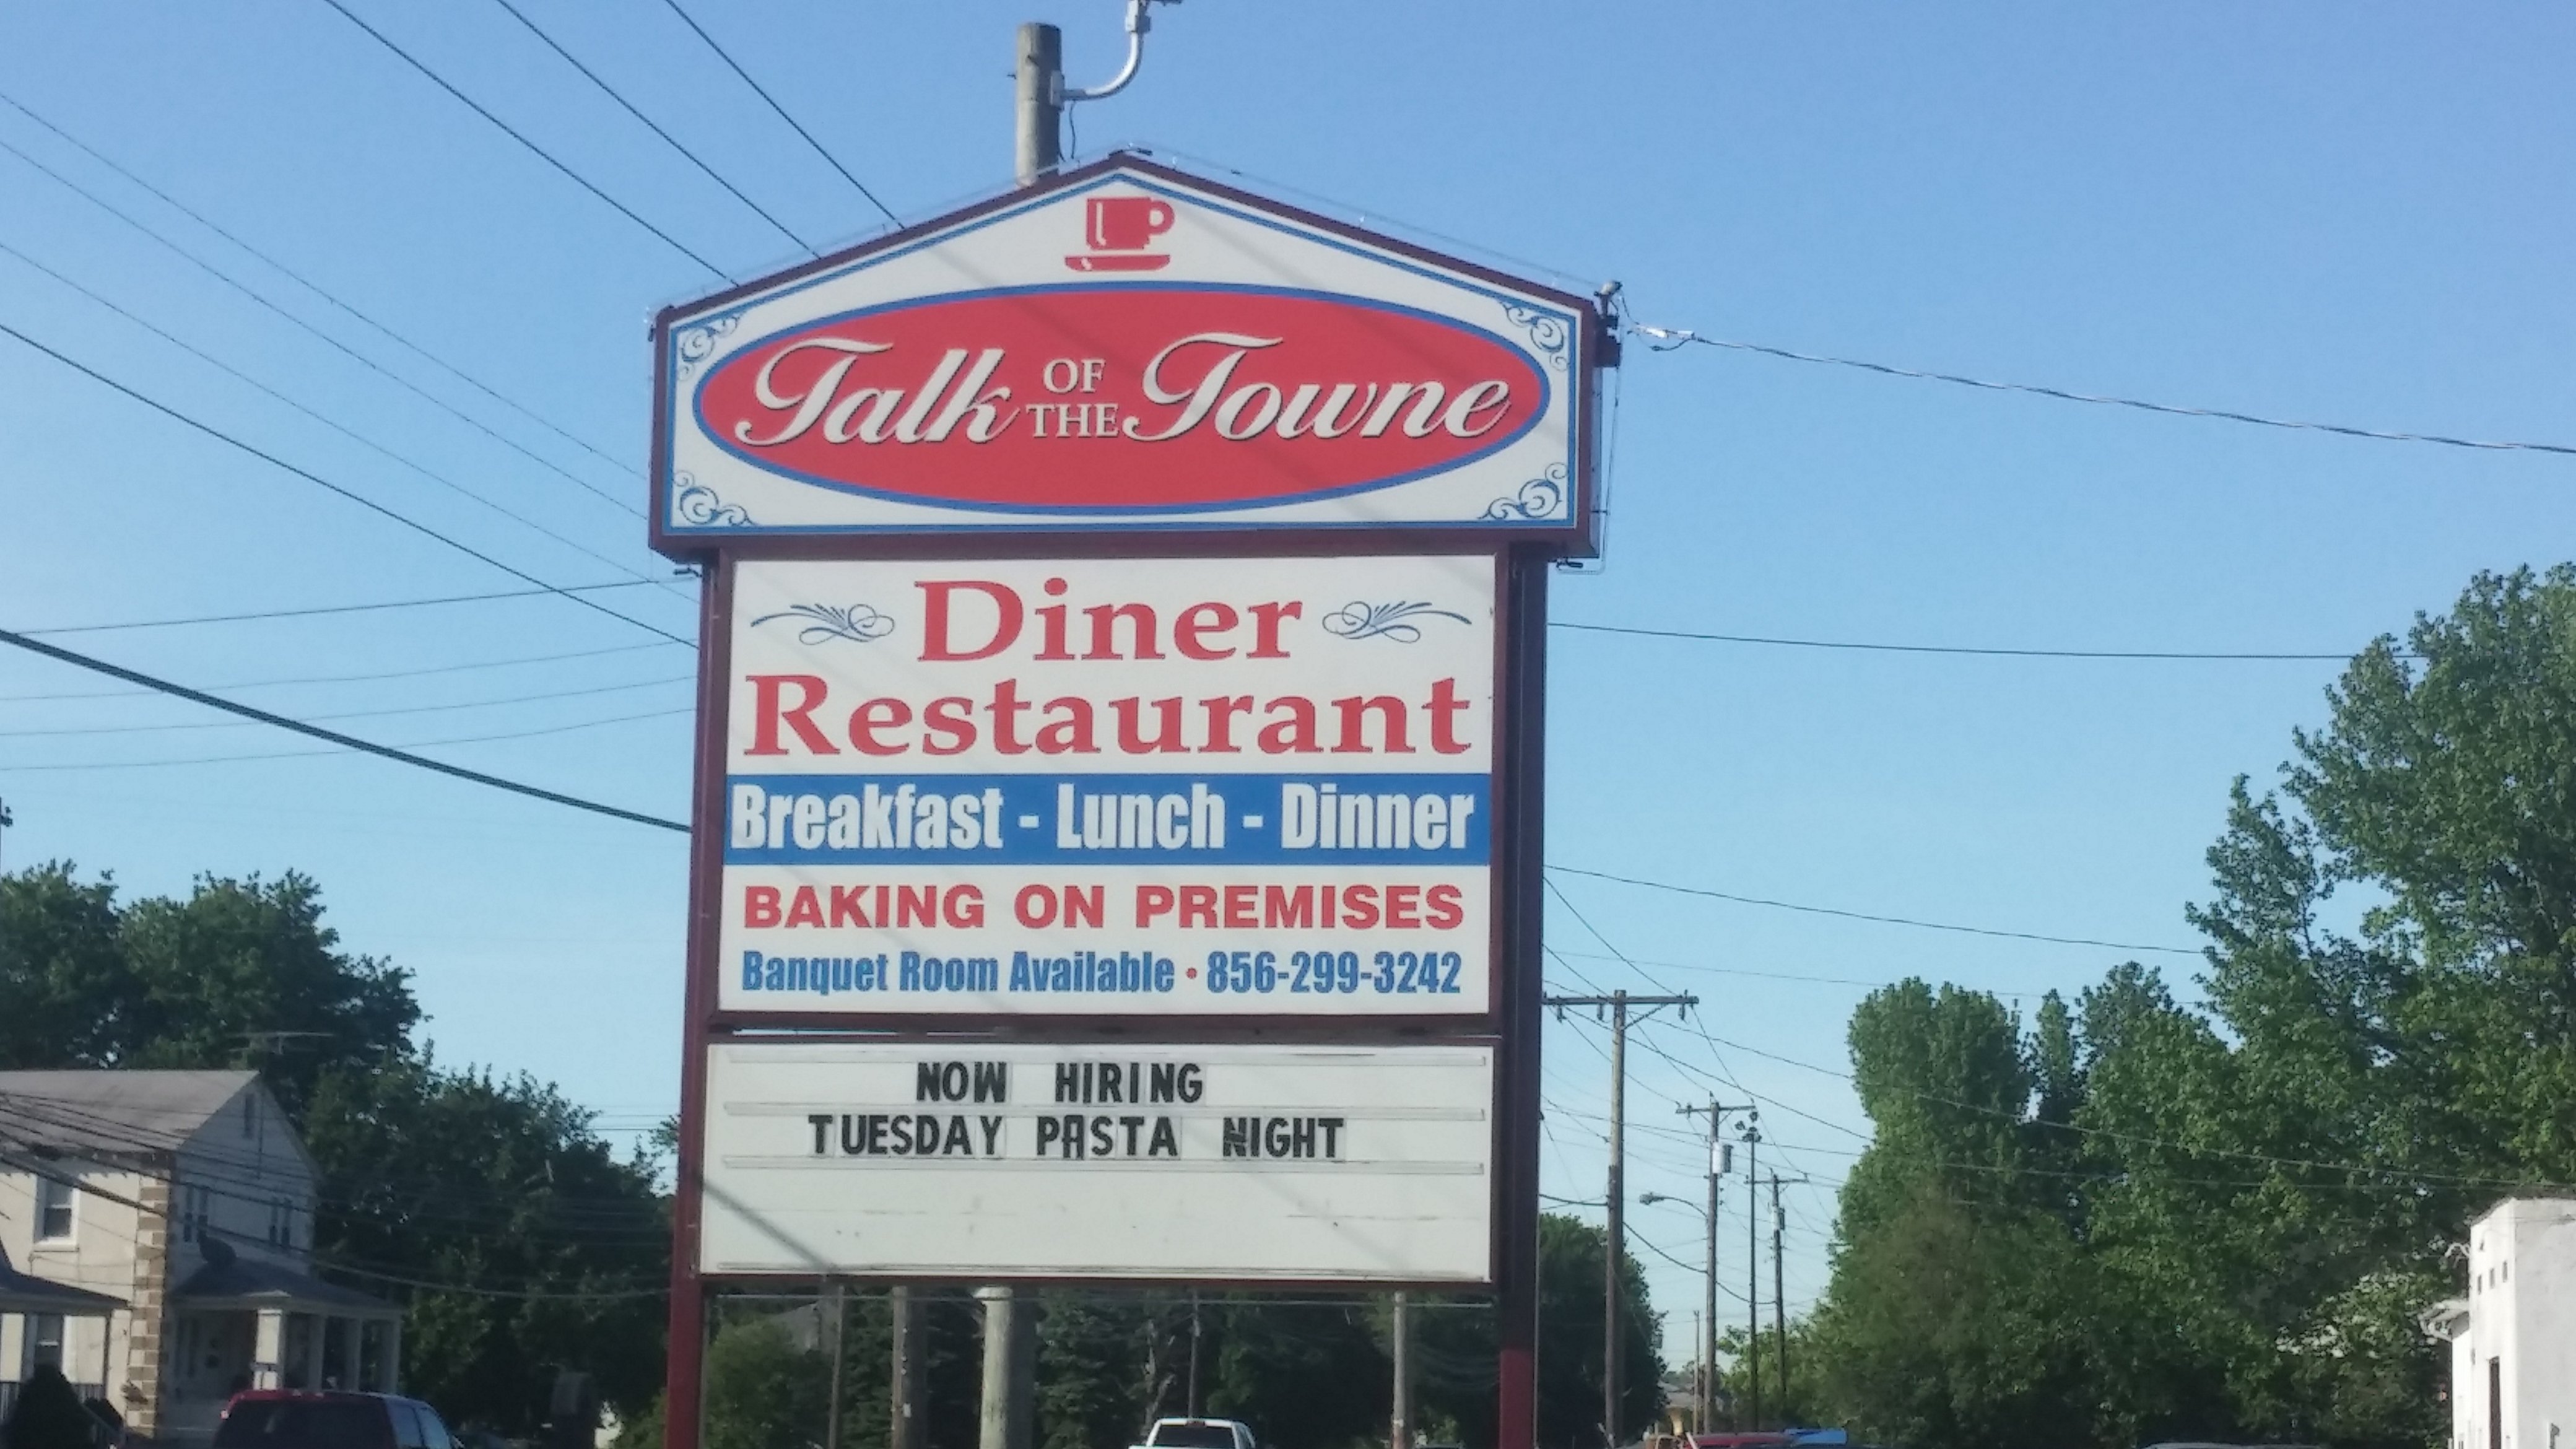 Talk OF THE Towne
Diner
Restaurant
Breakfast - Lunch - Dinner
BAKING ON PREMISES
Banquet Room Available • 856-299-3242
NOW HIRING
TUESDAY PASTA NIGHT